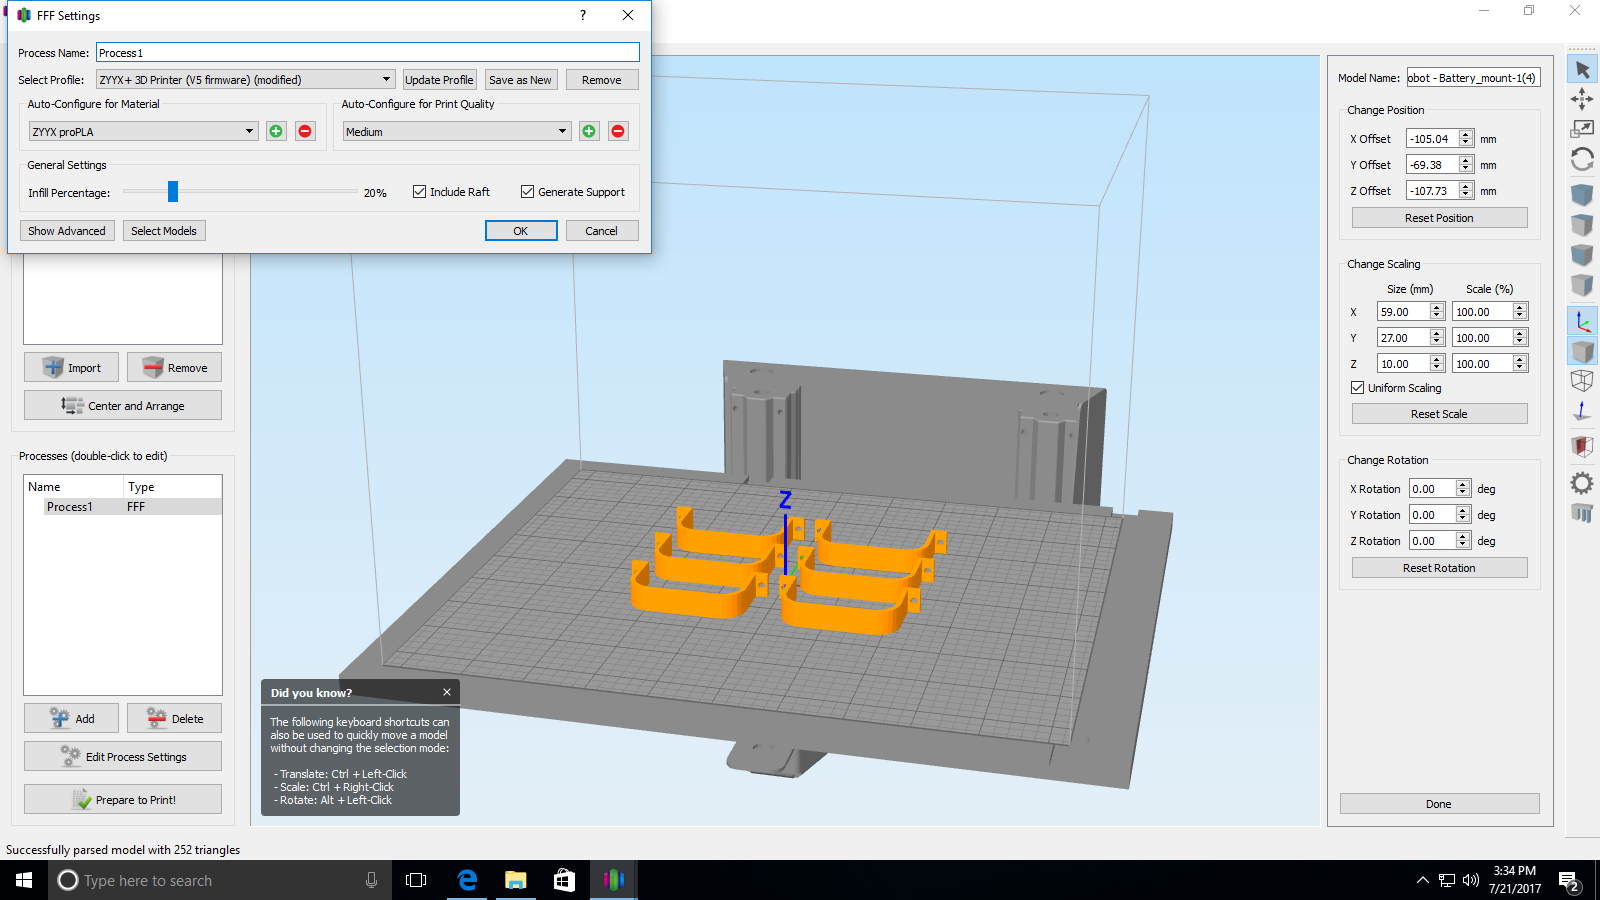 FFF Settings
?
Process Name: Process1
Select Profile: ZYYX+ 3D Printer (V5 firmware) (modified) Update Profile Save as New Remove
Auto-Configure for Material
ZYYX proPLA
Auto-Configure for Print Quality
Medium
General Settings
Infill Percentage: 20% Include Raft Generate Support
Show Advanced Select Models OK Cancel
Import Remove
Center and Arrange
Processes (double-click to edit)
Name Type
Process1 FFF
Add Delete
Edit Process Settings
Prepare to Print!
Z
Did you know?
The following keyboard shortcuts can
also be used to quickly move a model
without changing the selection mode:
- Translate: Ctrl + Left-Click
- Scale: Ctrl + Right-Click
- Rotate: Alt + Left-Click
Model Name: obot - Battery_mount-1(4)
Change Position
X Offset -105.04 mm
Y Offset -69.38 mm
Z Offset -107.73 mm
Reset Position
Change Scaling
Size (mm) Scale (%)
X 59.00 100.00
Y 27.00 100.00
Z 10.00 100.00
Uniform Scaling
Reset Scale
Change Rotation
X Rotation 0.00 deg
Y Rotation 0.00 deg
Z Rotation 0.00 deg
Reset Rotation
Done
Successfully parsed model with 252 triangles
Type here to search
3:34 PM
7/21/2017
2